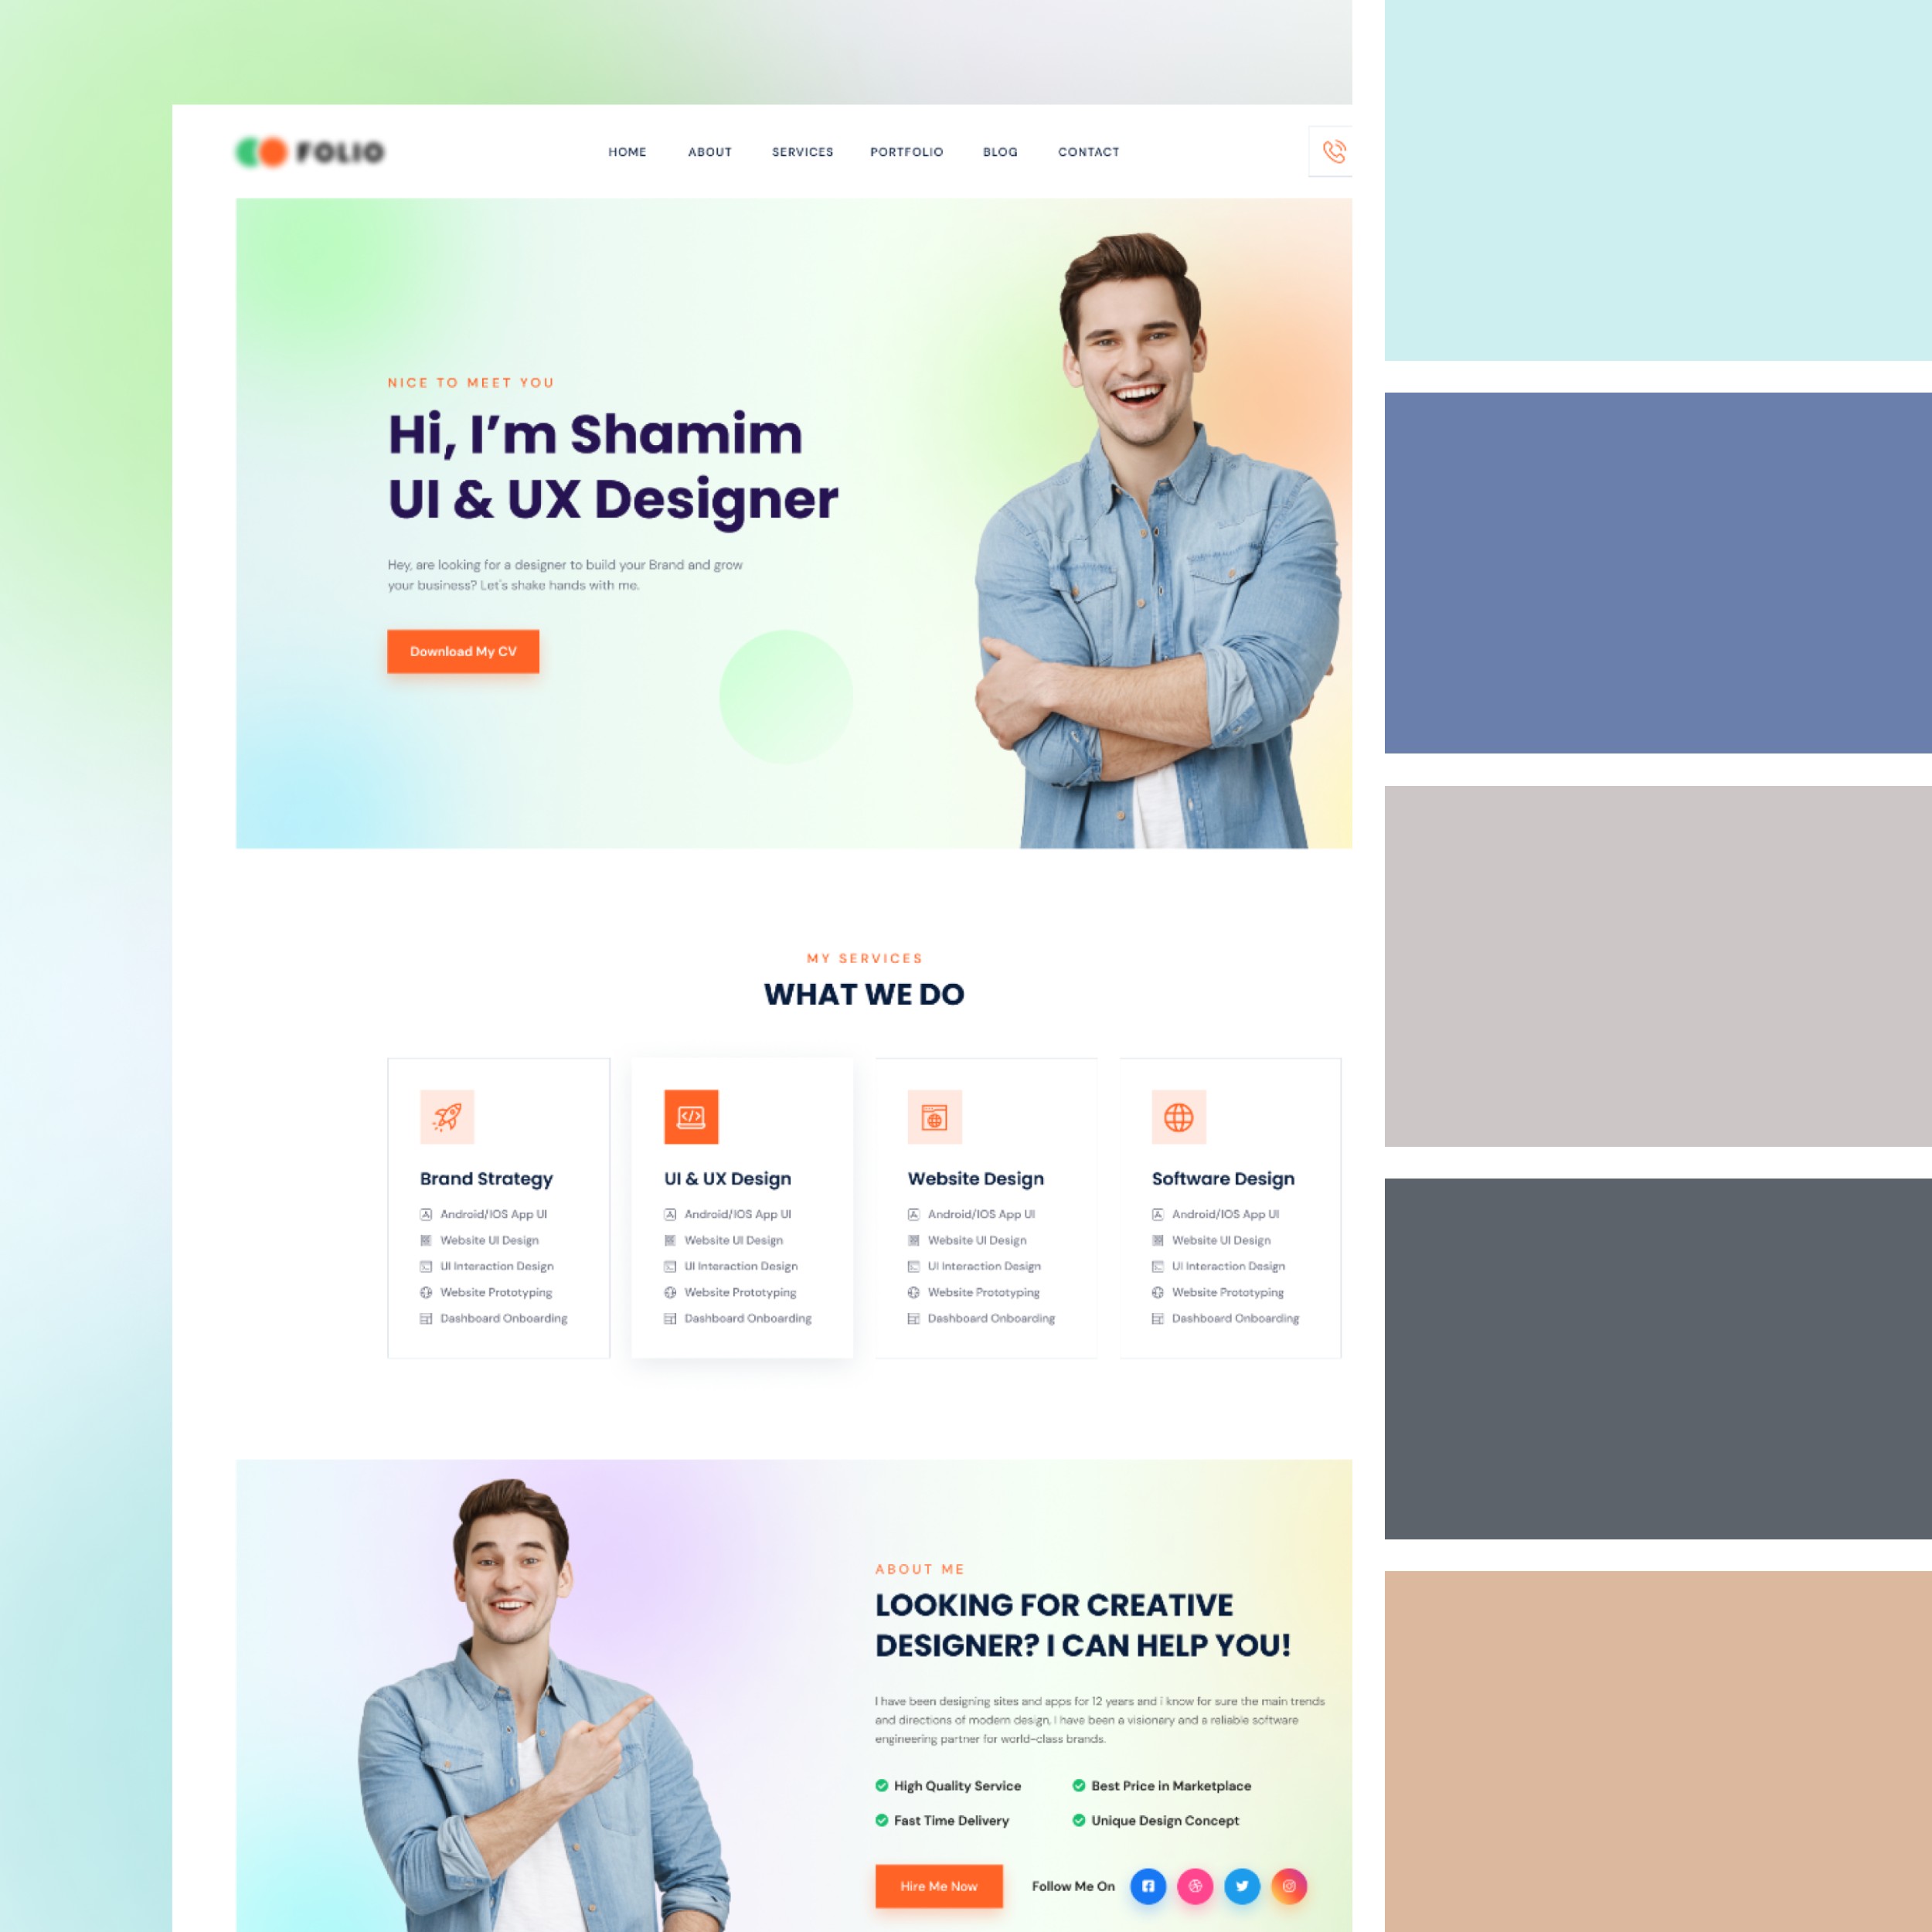 FOLIO
HOME ABOUT SERVICES PORTFOLIO BLOG CONTACT
NICE TO MEET YOU
Hi, I’m Shamim
UI & UX Designer
Hey, are looking for a designer to build your Brand and grow
your business? Let's shake hands with me.
Download My CV
MY SERVICES
WHAT WE DO
Brand Strategy
Android/IOS App UI
Website UI Design
UI Interaction Design
Website Prototyping
Dashboard Onboarding
UI & UX Design
Android/IOS App UI
Website UI Design
UI Interaction Design
Website Prototyping
Dashboard Onboarding
Website Design
Android/IOS App UI
Website UI Design
UI Interaction Design
Website Prototyping
Dashboard Onboarding
Software Design
Android/IOS App UI
Website UI Design
UI Interaction Design
Website Prototyping
Dashboard Onboarding
ABOUT ME
LOOKING FOR CREATIVE
DESIGNER? I CAN HELP YOU!
I have been designing sites and apps for 12 years and i know for sure the main trends
and directions of modern design, I have been a visionary and a reliable software
engineering partner for world-class brands.
High Quality Service Best Price in Marketplace
Fast Time Delivery Unique Design Concept
Hire Me Now Follow Me On